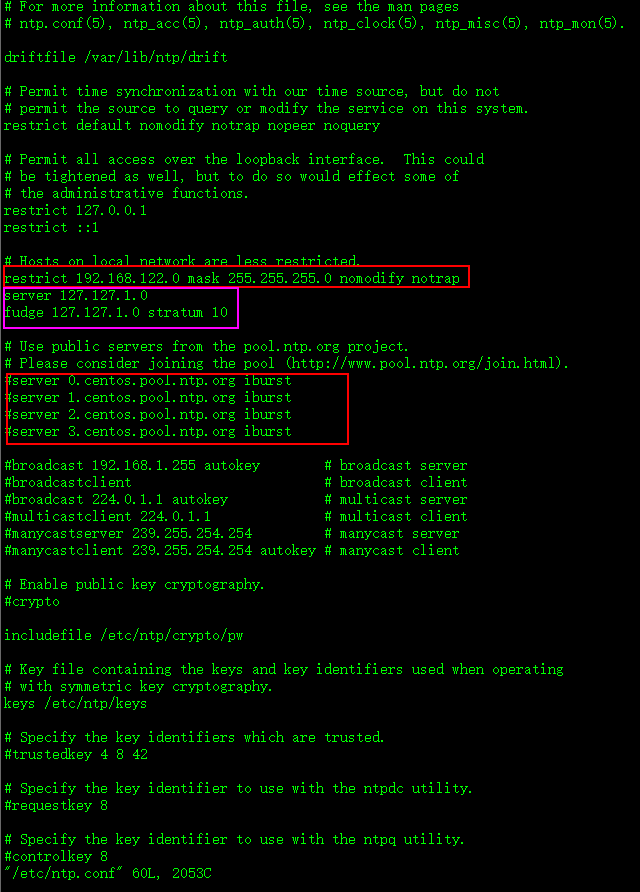 # For more information about this file, see the man pages
# ntp.conf(5), ntp_acc(5), ntp_auth(5), ntp_clock(5), ntp_misc(5), ntp_mon(5).
driftfile /var/lib/ntp/drift
# Permit time synchronization with our time source, but do not
# permit the source to query or modify the service on this system.
restrict default nomodify notrap nopeer noquery
# Permit all access over the loopback interface.  This could
# be tightened as well, but to do so would effect some of
# the administrative functions.
restrict 127.0.0.1
restrict ::1
# Hosts on local network are less restricted.
restrict 192.168.122.0 mask 255.255.255.0 nomodify notrap
server 127.127.1.0
fudge 127.127.1.0 stratum 10
# Use public servers from the pool.ntp.org project.
# Please consider joining the pool (http://www.pool.ntp.org/join.html).
#server 0.centos.pool.ntp.org iburst
#server 1.centos.pool.ntp.org iburst
#server 2.centos.pool.ntp.org iburst
#server 3.centos.pool.ntp.org iburst
#broadcast 192.168.1.255 autokey        # broadcast server
#broadcastclient                        # broadcast client
#broadcast 224.0.1.1 autokey            # multicast server
#multicastclient 224.0.1.1              # multicast client
#manycastserver 239.255.254.254         # manycast server
#manycastclient 239.255.254.254 autokey # manycast client
# Enable public key cryptography.
#crypto
includefile /etc/ntp/crypto/pw
# Key file containing the keys and key identifiers used when operating
# with symmetric key cryptography.
keys /etc/ntp/keys
# Specify the key identifiers which are trusted.
#trustedkey 4 8 42
# Specify the key identifier to use with the ntpdc utility.
#requestkey 8
# Specify the key identifier to use with the ntpq utility.
#controlkey 8
"/etc/ntp.conf" 60L, 2053C